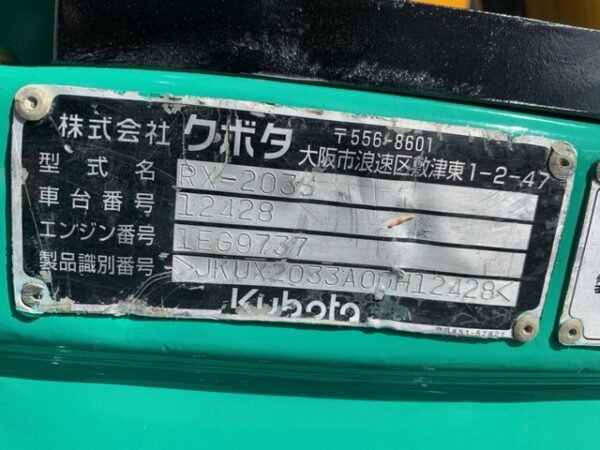 株式会社 クボタ 〒556-8601
大阪市浪速区敷津東1-2-47
型式名 RX-203S
車台番号 12428
エンジン番号 1EG9737
製品識別番号 >JKUX2033A00H12428<
Kubota